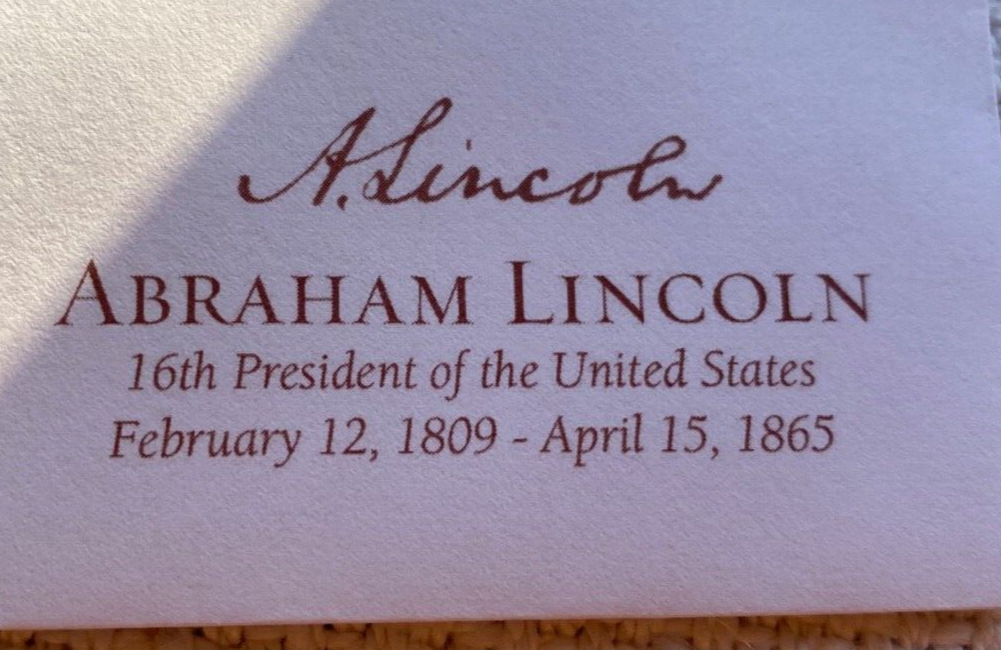 A. Lincoln
ABRAHAM LINCOLN
16th President of the United States
February 12, 1809 - April 15, 1865